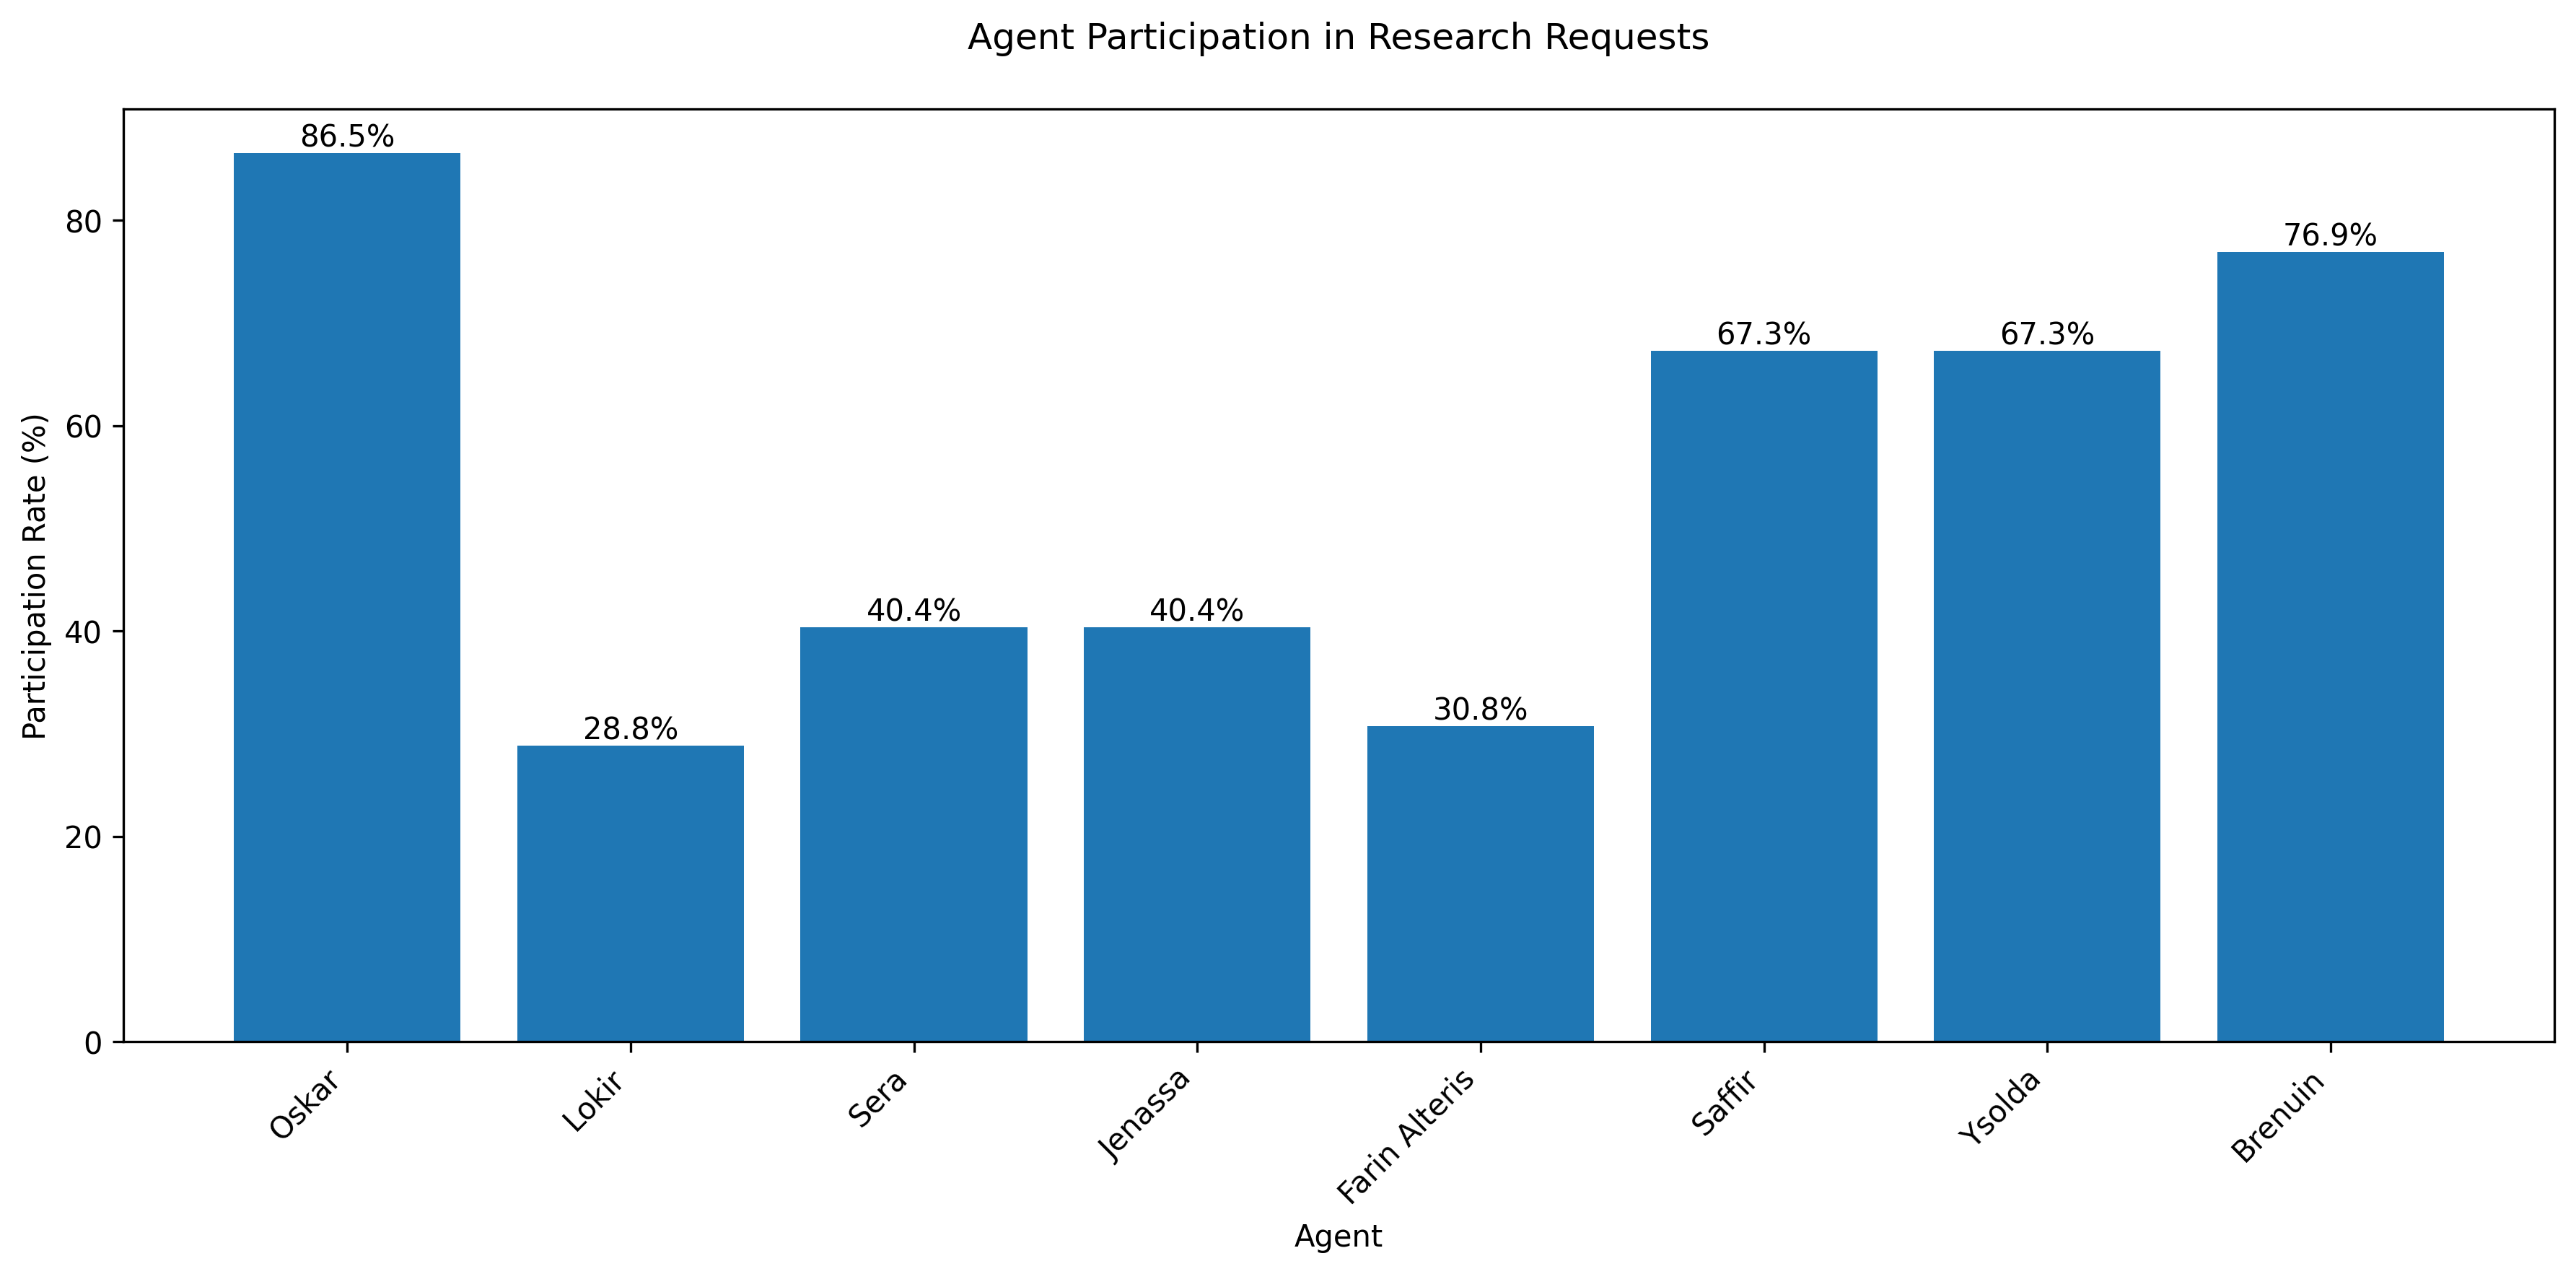 Agent Participation in Research Requests
86.5%
28.8%
40.4%
40.4%
30.8%
67.3%
67.3%
76.9%
Participation Rate (%)
80
60
40
20
0
Oskar
Lokir
Sera
Jenassa
Farin Alteris
Saffir
Ysolda
Brenuin
Agent